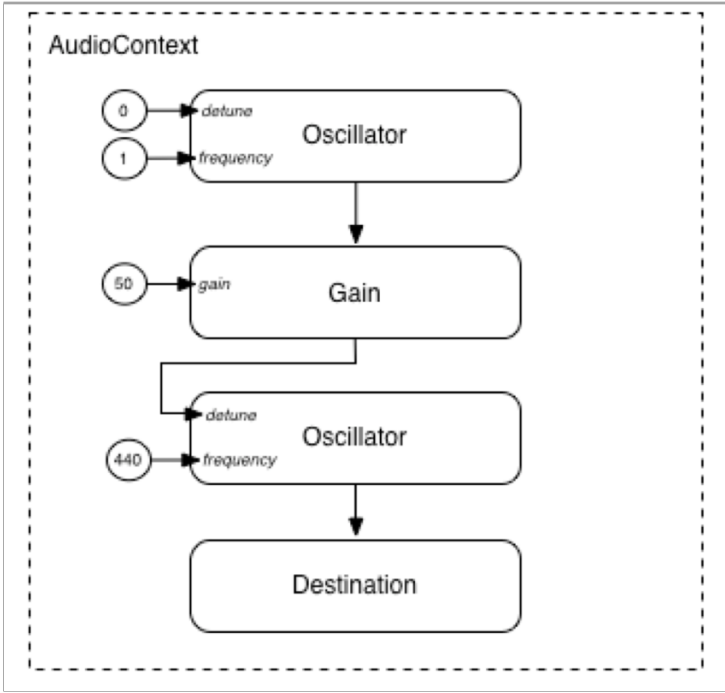 AudioContext
0
detune
Oscillator
1
frequency
50
gain
Gain
detune
Oscillator
440
frequency
Destination